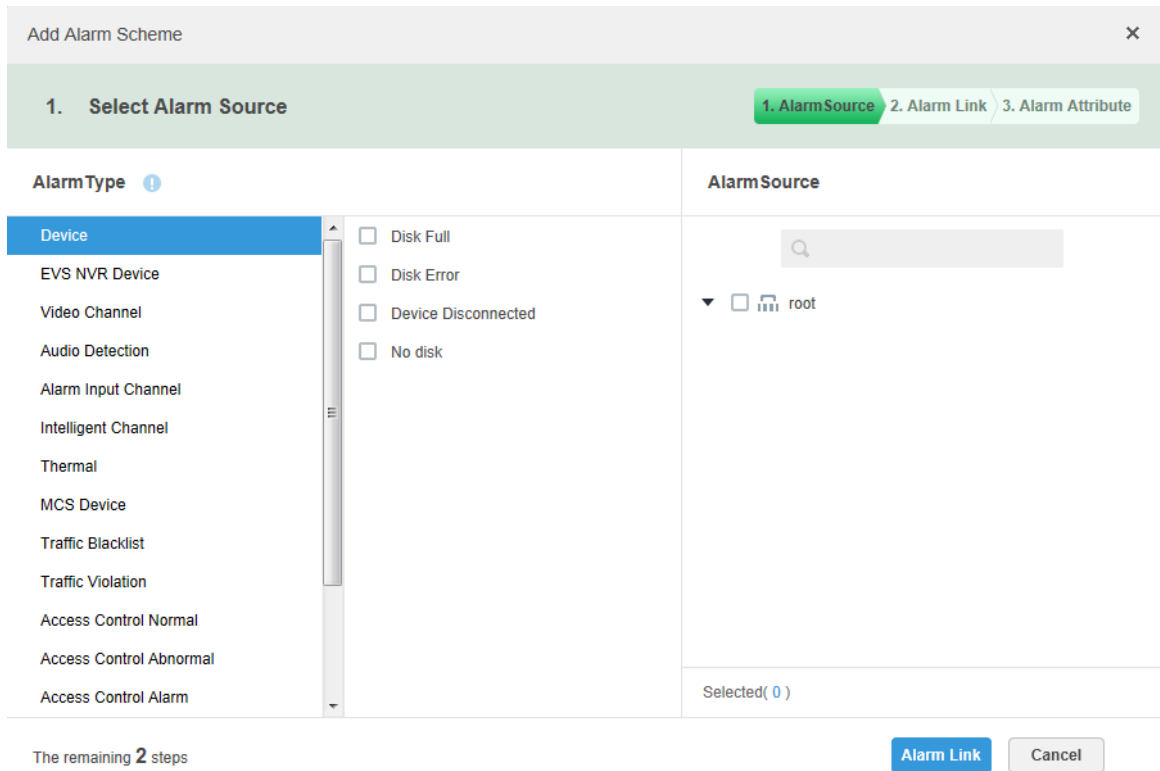 Add Alarm Scheme
1. Select Alarm Source
1. AlarmSource 2. Alarm Link 3. Alarm Attribute
AlarmType
AlarmSource
Device
EVS NVR Device
Video Channel
Audio Detection
Alarm Input Channel
Intelligent Channel
Thermal
MCS Device
Traffic Blacklist
Traffic Violation
Access Control Normal
Access Control Abnormal
Access Control Alarm
Disk Full
Disk Error
Device Disconnected
No disk
root
Selected( 0 )
The remaining 2 steps
Alarm Link
Cancel